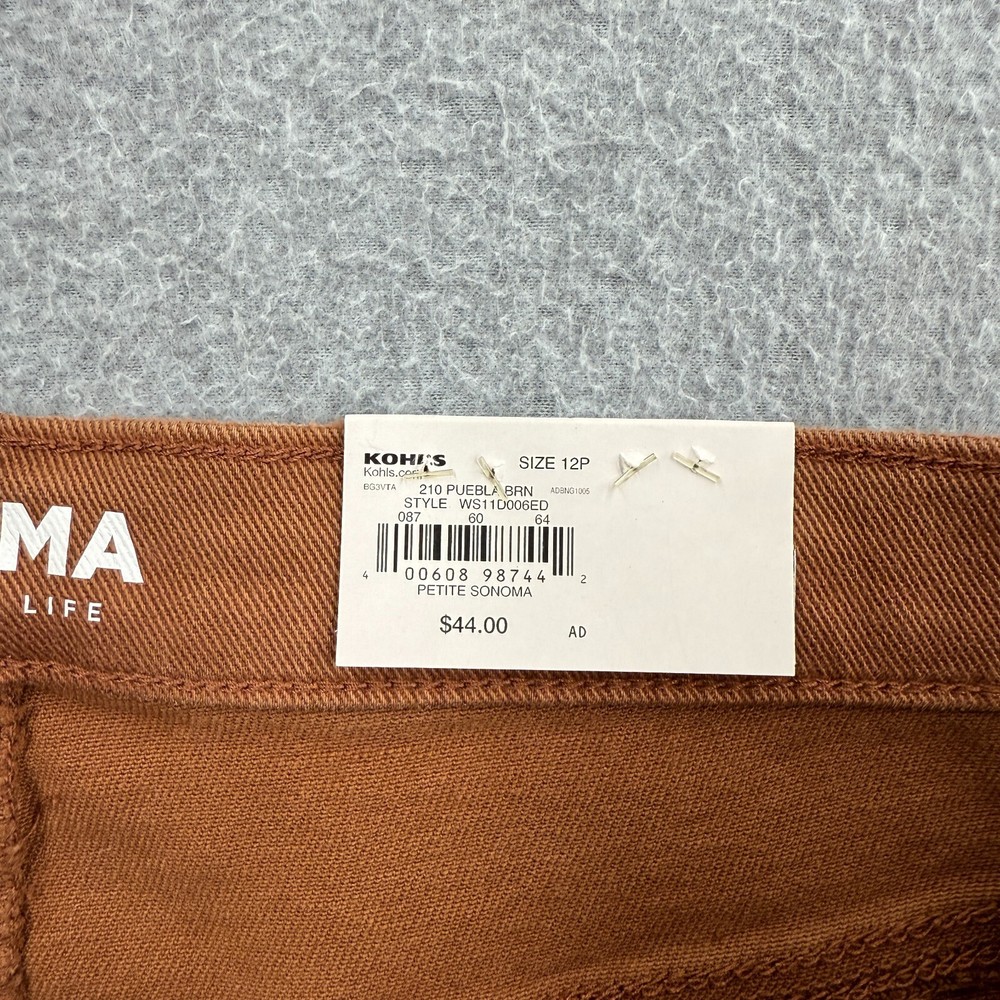 MA
LIFE
KOHL'S
SIZE 12P
Kohls.com
BG3VTA 210 PUEBLA BRN ADBNG1005
STYLE WS11D006ED
087 60 64
4 00608 98744 2
PETITE SONOMA
$44.00 AD